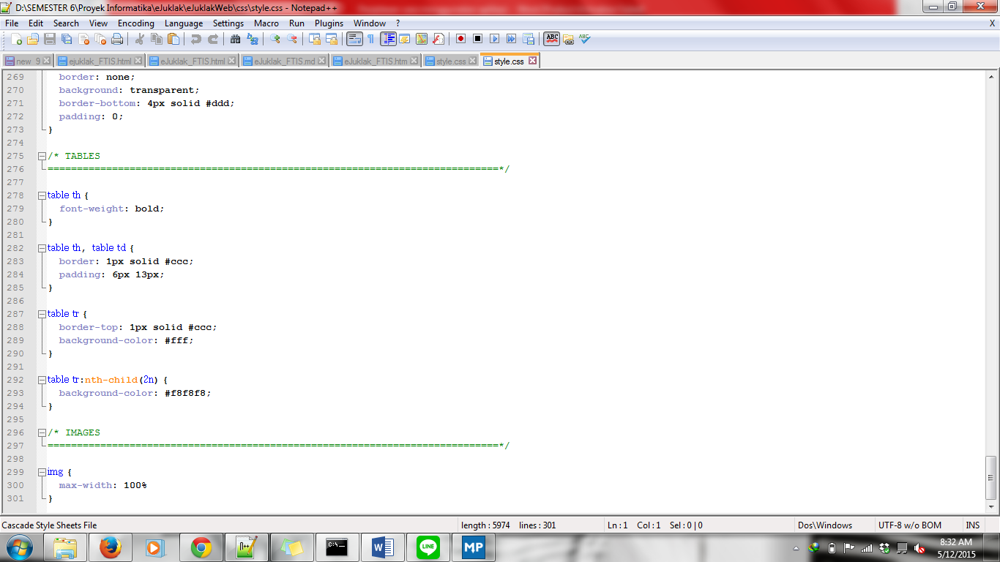 D:\SEMESTER 6\Proyek Informatika\eJuklak\eJuklakWeb\css\style.css - Notepad++
File Edit Search View Encoding Language Settings Macro Run Plugins Window ? X
new 9 ejuklak_FTIS.html eJuklak_FTIS.html eJuklak_FTIS.md eJuklak_FTIS.htm style.css style.css
269 border: none;
270 background: transparent;
271 border-bottom: 4px solid #ddd;
272 padding: 0;
273 }
274
275 /* TABLES
276 =============================================================================*/
277
278 table th {
279 font-weight: bold;
280 }
281
282 table th, table td {
283 border: 1px solid #ccc;
284 padding: 6px 13px;
285 }
286
287 table tr {
288 border-top: 1px solid #ccc;
289 background-color: #fff;
290 }
291
292 table tr:nth-child(2n) {
293 background-color: #f8f8f8;
294 }
295
296 /* IMAGES
297 =============================================================================*/
298
299 img {
300 max-width: 100%
301 }
Cascade Style Sheets File length : 5974 lines : 301 Ln : 1 Col : 1 Sel : 0 | 0 Dos\Windows UTF-8 w/o BOM INS
8:32 AM
5/12/2015
ABC
ABC
C:\_
W
LINE
MP